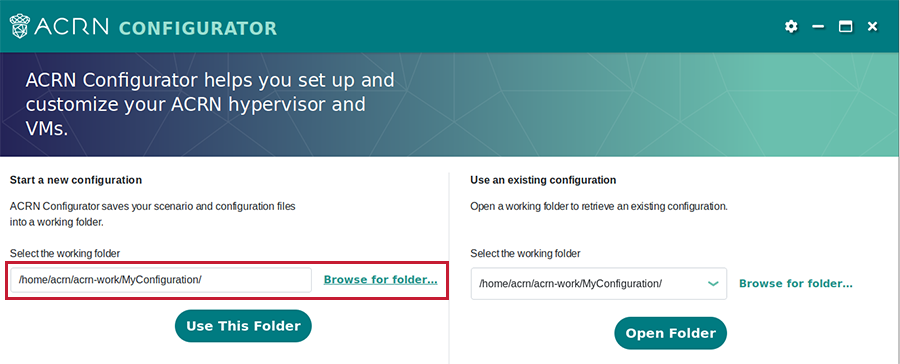 ACRN CONFIGURATOR
ACRN Configurator helps you set up and
customize your ACRN hypervisor and
VMs.
Start a new configuration
ACRN Configurator saves your scenario and configuration files
into a working folder.
Select the working folder
/home/acrn/acrn-work/MyConfiguration/ Browse for folder...
Use This Folder
Use an existing configuration
Open a working folder to retrieve an existing configuration.
Select the working folder
/home/acrn/acrn-work/MyConfiguration/ Browse for folder...
Open Folder